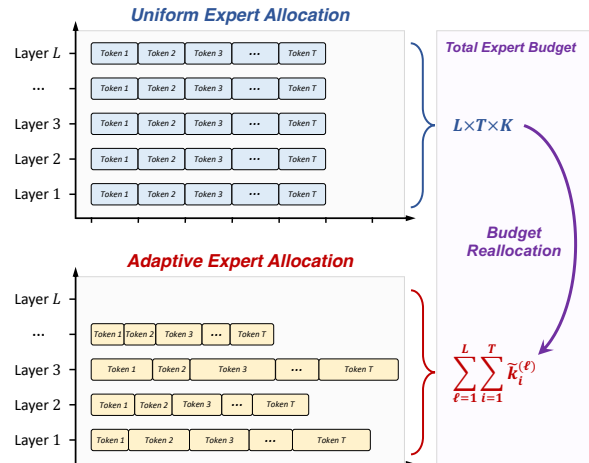 Uniform Expert Allocation
Total Expert Budget
Layer L
Token 1 Token 2 Token 3 ... Token T
...
Token 1 Token 2 Token 3 ... Token T
Layer 3
Token 1 Token 2 Token 3 ... Token T
L×T×K
Layer 2
Token 1 Token 2 Token 3 ... Token T
Layer 1
Token 1 Token 2 Token 3 ... Token T
Budget
Reallocation
Adaptive Expert Allocation
Layer L
...
Token 1 Token 2 Token 3 ... Token T
Layer 3
Token 1 Token 2 Token 3 ... Token T
Layer 2
Token 1 Token 2 Token 3 ... Token T
Layer 1
Token 1 Token 2 Token 3 ... Token T
∑_{ℓ=1}^{L} ∑_{i=1}^{T} k̃_i^{(ℓ)}